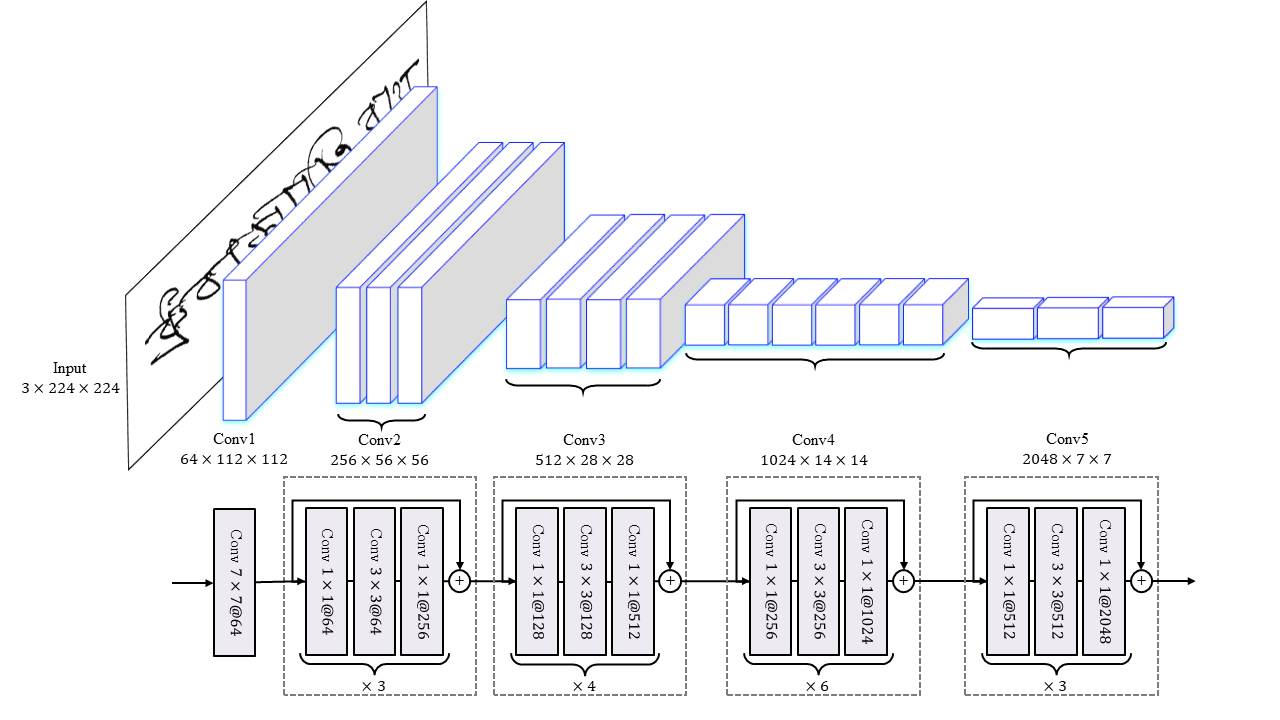 Input
3 × 224 × 224
Conv1
64 × 112 × 112
Conv2
256 × 56 × 56
Conv3
512 × 28 × 28
Conv4
1024 × 14 × 14
Conv5
2048 × 7 × 7
Conv 7 × 7@64
Conv 1 × 1@64
Conv 3 × 3@64
Conv 1 × 1@256
× 3
Conv 1 × 1@128
Conv 3 × 3@128
Conv 1 × 1@512
× 4
Conv 1 × 1@256
Conv 3 × 3@256
Conv 1 × 1@1024
× 6
Conv 1 × 1@512
Conv 3 × 3@512
Conv 1 × 1@2048
× 3